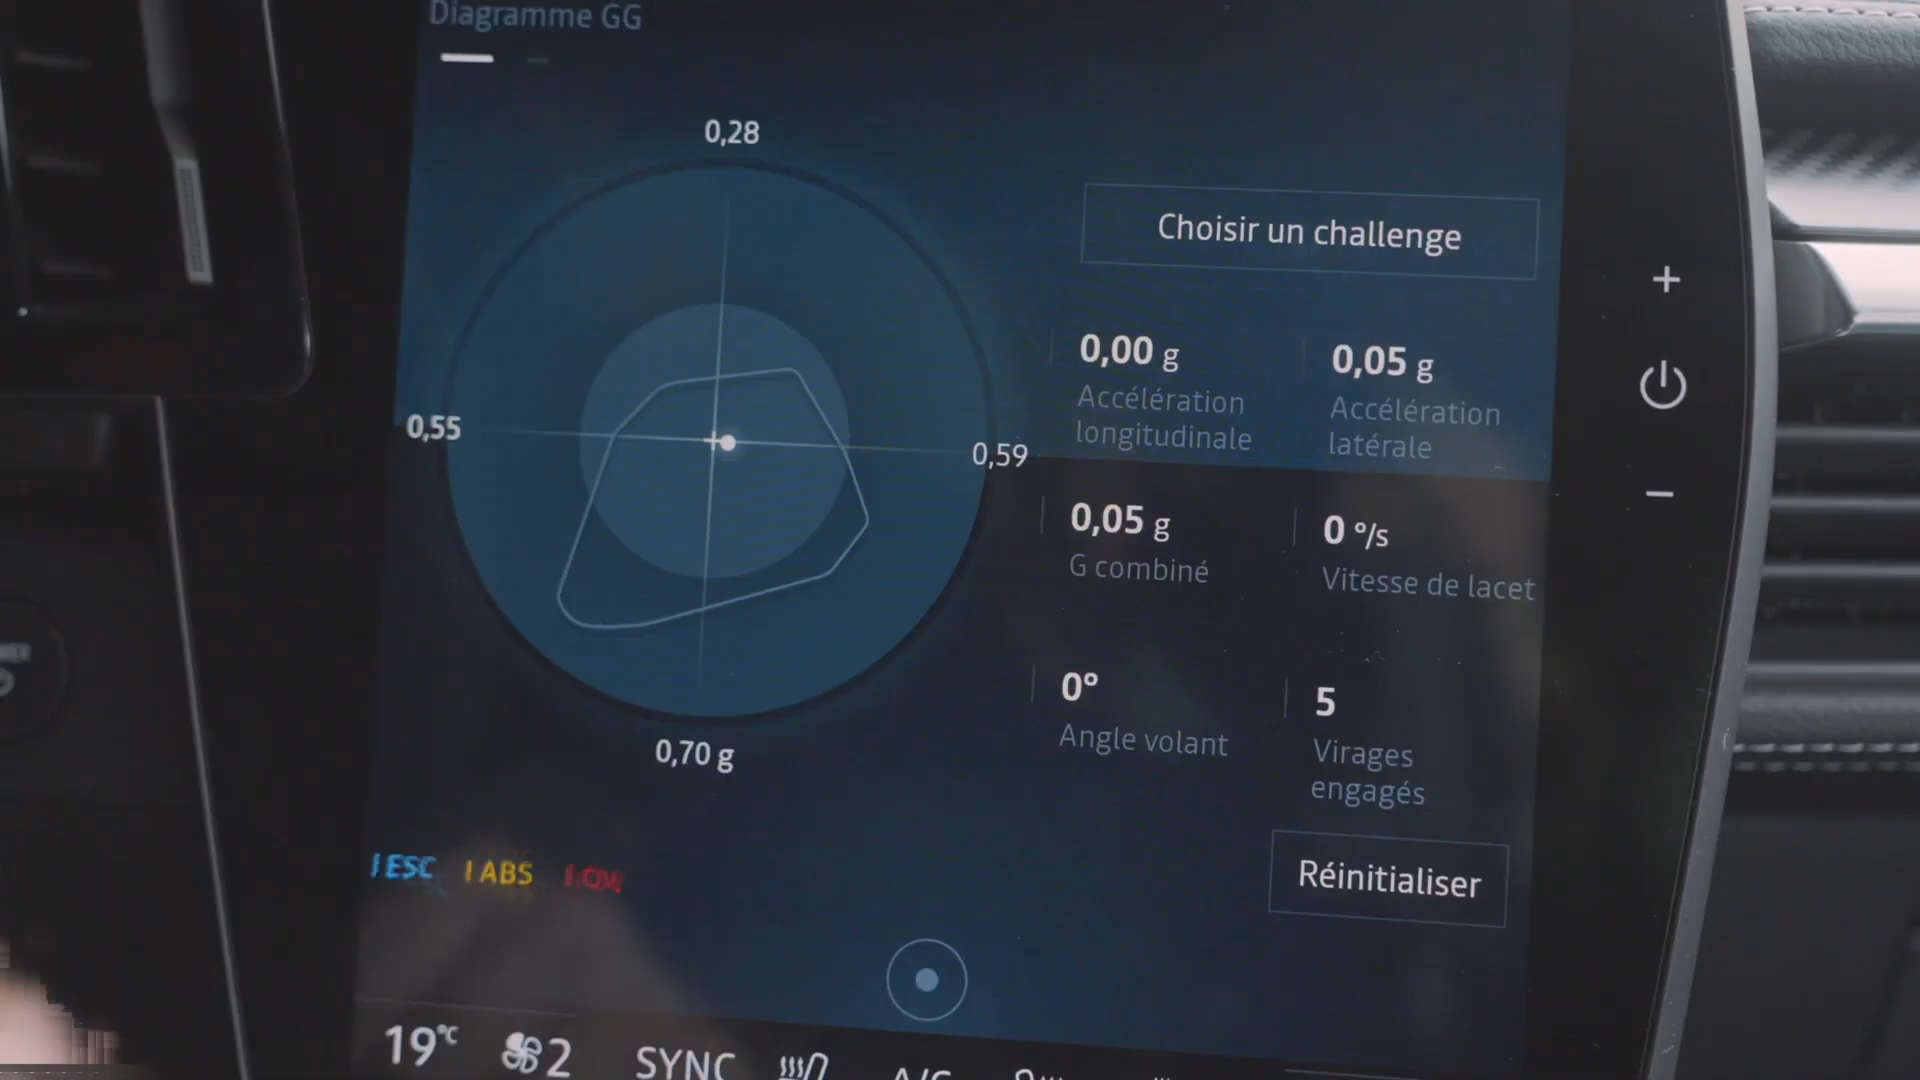 Diagramme GG
0,28
0,55
0,59
0,70 g
Choisir un challenge
0,00 g
Accélération
longitudinale
0,05 g
Accélération
latérale
0,05 g
G combiné
0 °/s
Vitesse de lacet
0°
Angle volant
5
Virages
engagés
Réinitialiser
ESC
ABS
19°C
2
SYNC
A/C